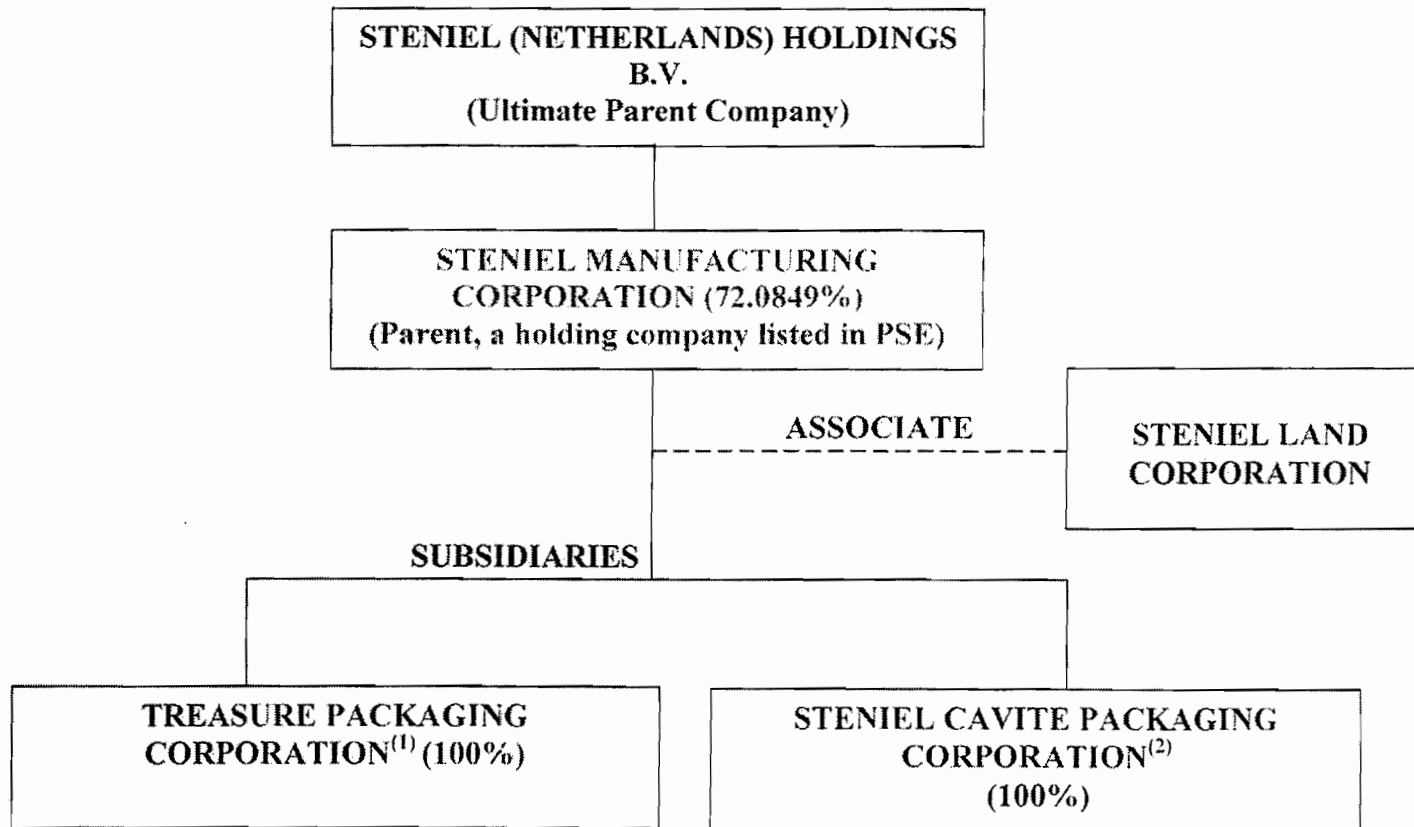 STENIEL (NETHERLANDS) HOLDINGS
B.V.
(Ultimate Parent Company)
STENIEL MANUFACTURING
CORPORATION (72.0849%)
(Parent, a holding company listed in PSE)
ASSOCIATE
STENIEL LAND
CORPORATION
SUBSIDIARIES
TREASURE PACKAGING
CORPORATION(1) (100%)
STENIEL CAVITE PACKAGING
CORPORATION(2)
(100%)